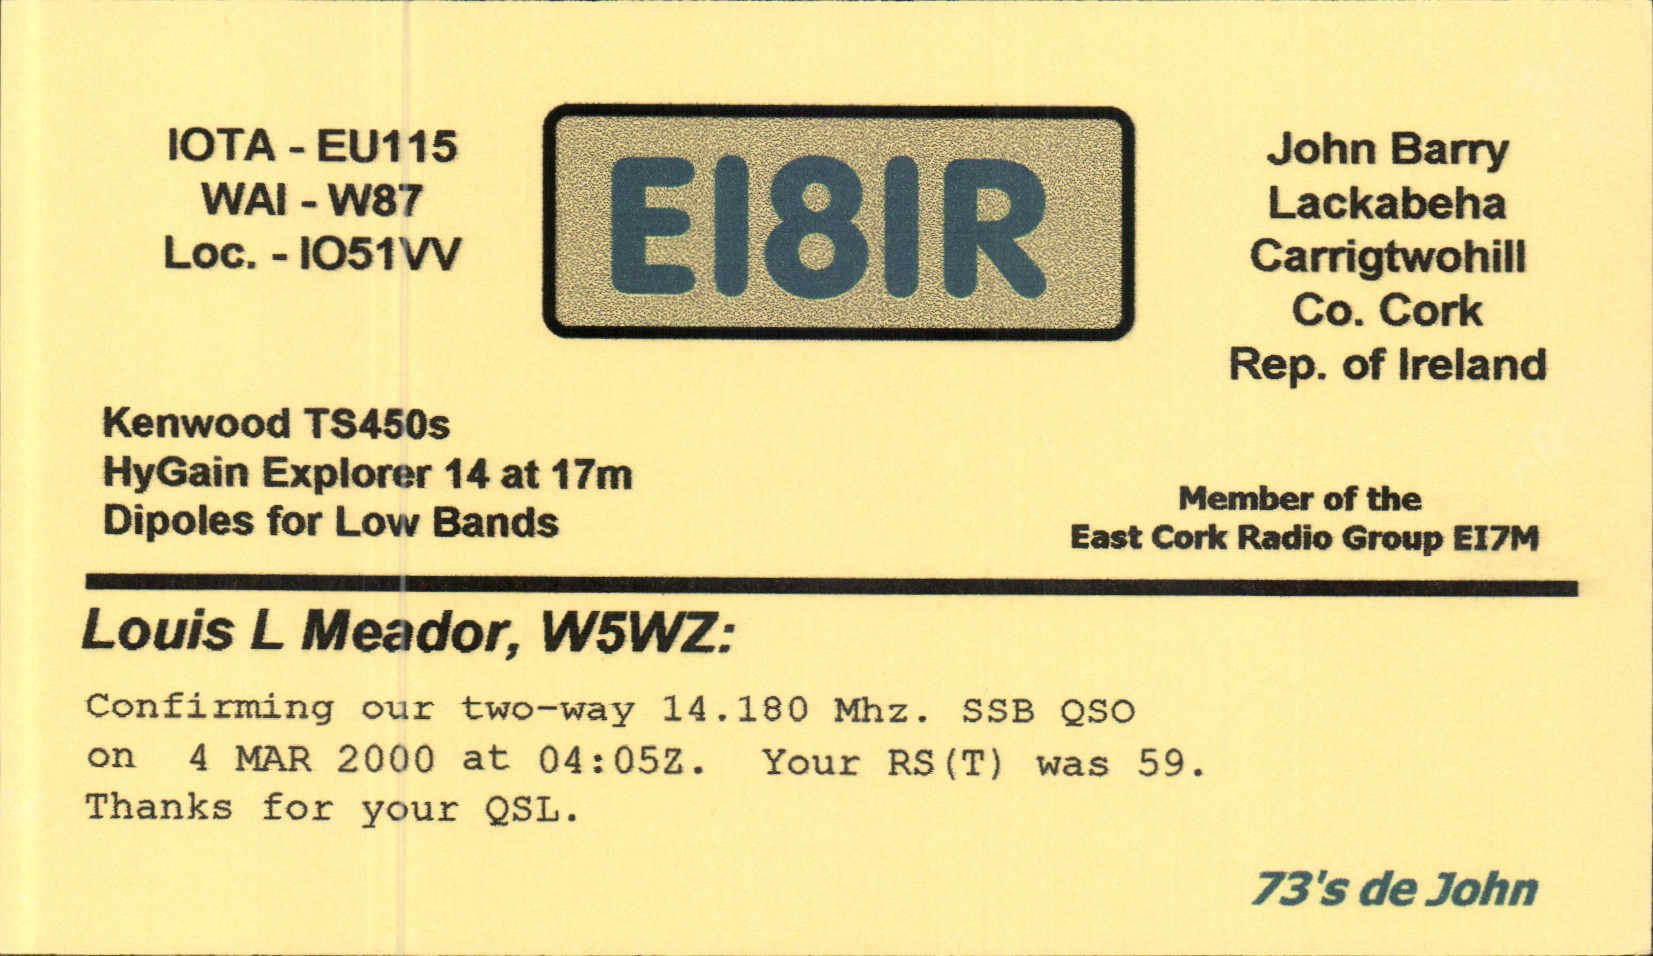 IOTA - EU115
WAI - W87
Loc. - IO51VV
EI8IR
John Barry
Lackabeha
Carrigtwohill
Co. Cork
Rep. of Ireland
Kenwood TS450s
HyGain Explorer 14 at 17m
Dipoles for Low Bands
Member of the
East Cork Radio Group EI7M
Louis L Meador, W5WZ:
Confirming our two-way 14.180 Mhz. SSB QSO
on 4 MAR 2000 at 04:05Z. Your RS(T) was 59.
Thanks for your QSL.
73's de John